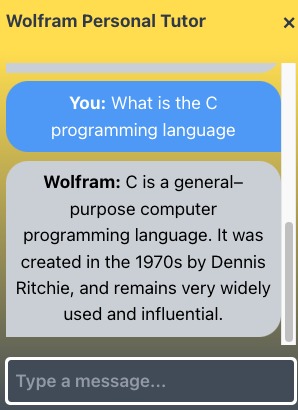 Wolfram Personal Tutor ×
You: What is the C
programming language
Wolfram: C is a general–
purpose computer
programming language. It was
created in the 1970s by Dennis
Ritchie, and remains very widely
used and influential.
Type a message...